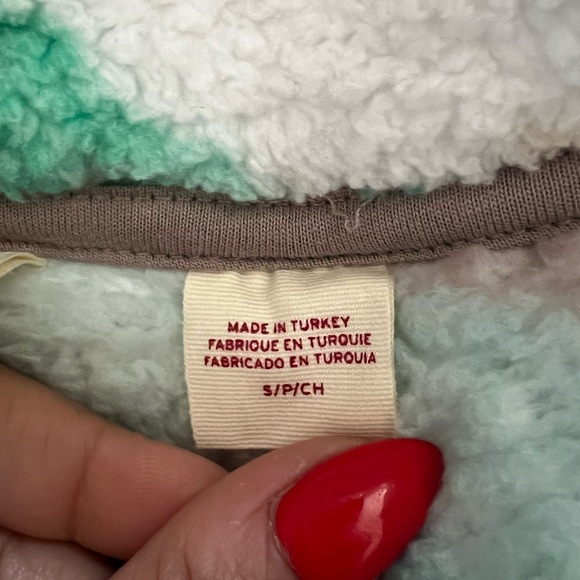 MADE IN TURKEY
FABRIQUE EN TURQUIE
FABRICADO EN TURQUIA
S/P/CH